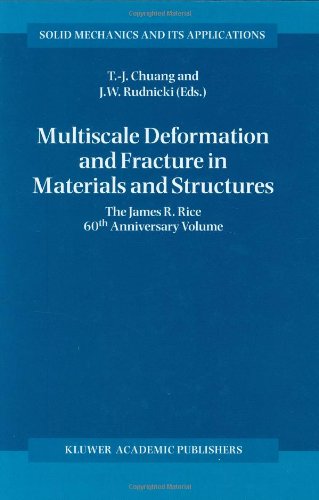 SOLID MECHANICS AND ITS APPLICATIONS
T.-J. Chuang and
J.W. Rudnicki (Eds.)
Multiscale Deformation
and Fracture in
Materials and Structures
The James R. Rice
60th Anniversary Volume
KLUWER ACADEMIC PUBLISHERS